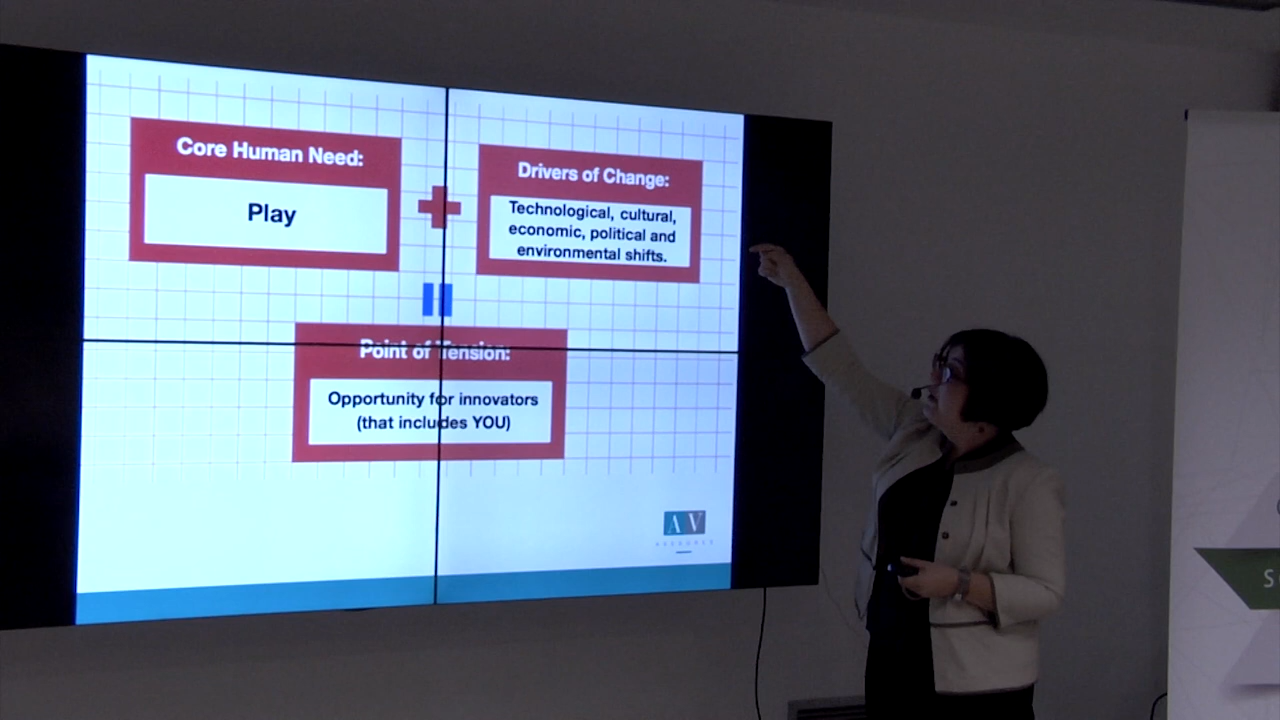 Core Human Need:
Play
Drivers of Change:
Technological, cultural,
economic, political and
environmental shifts.
Point of Tension:
Opportunity for innovators
(that includes YOU)
A V